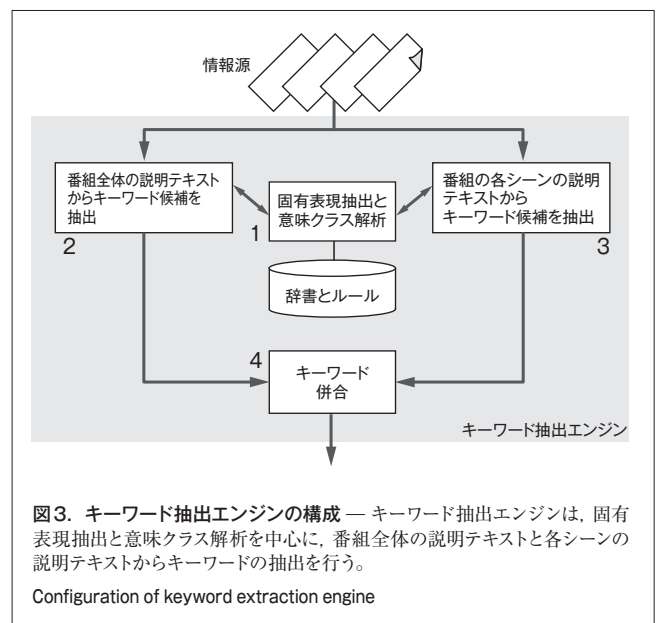 情報源
番組全体の説明テキスト
からキーワード候補を
抽出
2
固有表現抽出と
意味クラス解析
1
番組の各シーンの説明
テキストから
キーワード候補を抽出
3
辞書とルール
4
キーワード
併合
キーワード抽出エンジン
図3. キーワード抽出エンジンの構成 — キーワード抽出エンジンは，固有
表現抽出と意味クラス解析を中心に，番組全体の説明テキストと各シーンの
説明テキストからキーワードの抽出を行う。
Configuration of keyword extraction engine